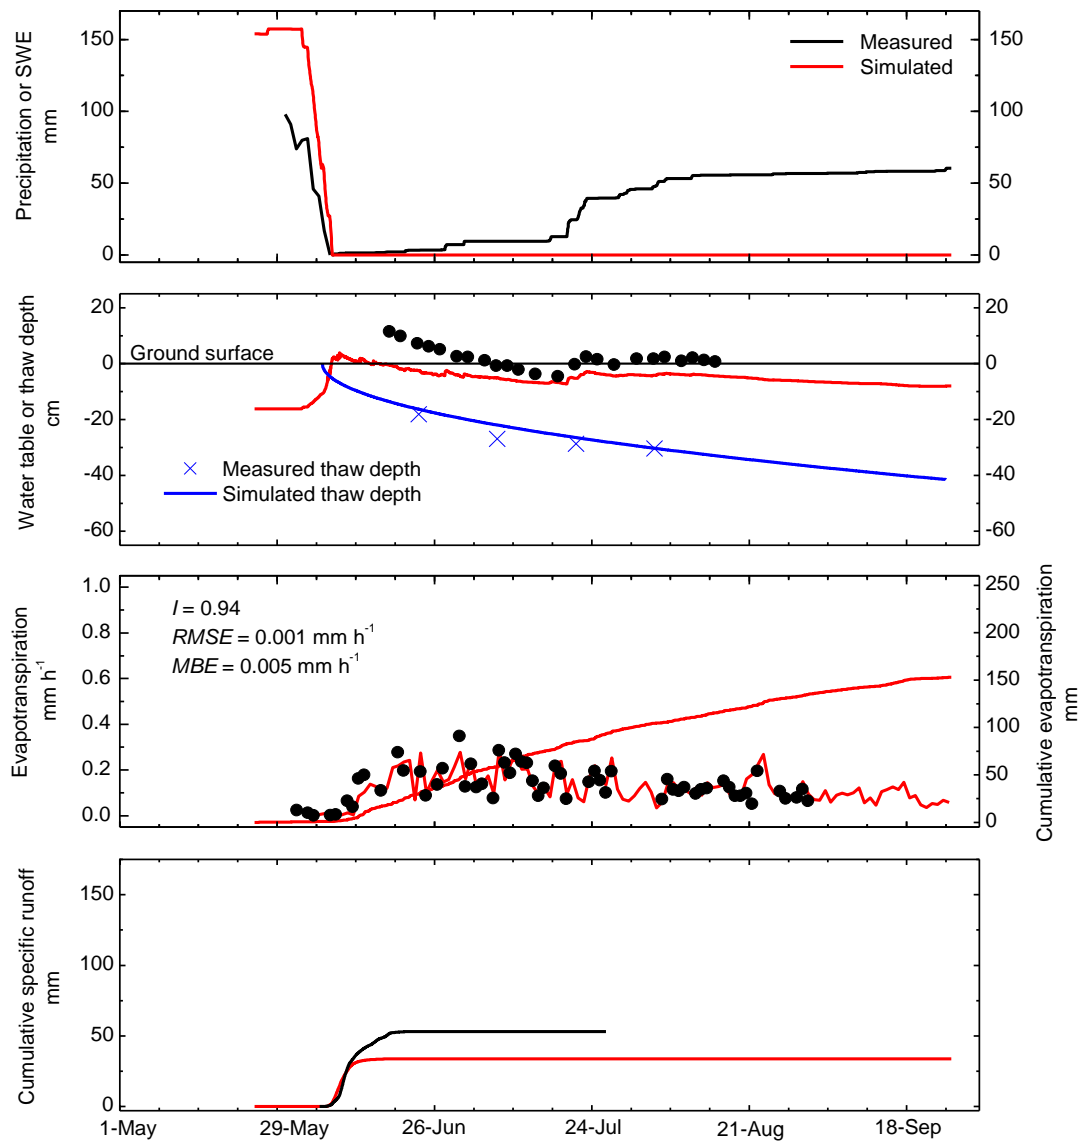 Precipitation or SWE
mm
150
100
50
0
150
100
50
0
Measured
Simulated
Water table or thaw depth
cm
20
0
-20
-40
-60
20
0
-20
-40
-60
Ground surface
Measured thaw depth
Simulated thaw depth
Evapotranspiration
mm h-1
1.0
0.8
0.6
0.4
0.2
0.0
I = 0.94
RMSE = 0.001 mm h-1
MBE = 0.005 mm h-1
250
200
150
100
50
0
Cumulative evapotranspiration
mm
Cumulative specific runoff
mm
150
100
50
0
1-May
29-May
26-Jun
24-Jul
21-Aug
18-Sep